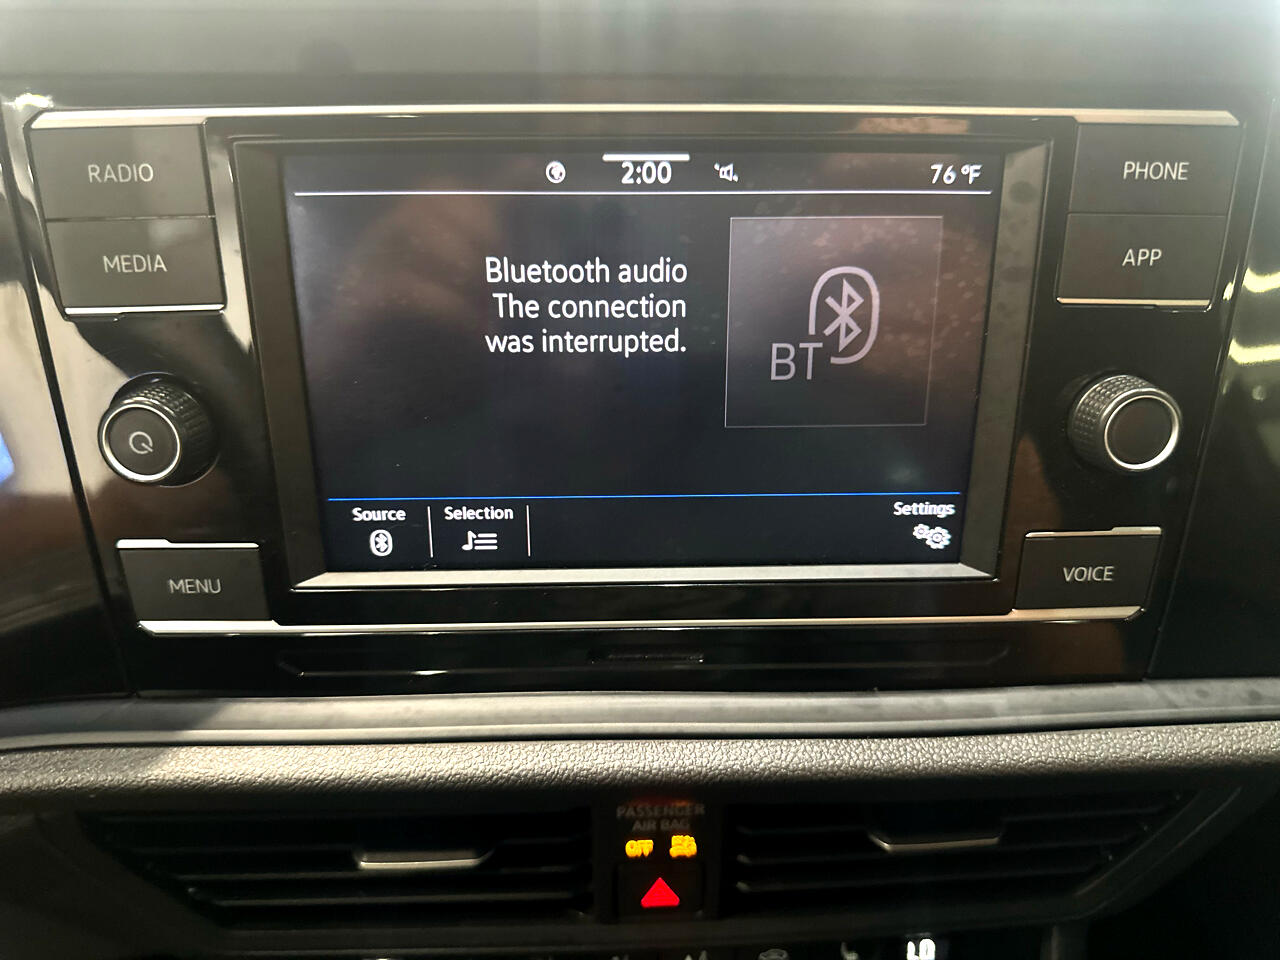 RADIO
2:00
76 °F
PHONE
MEDIA
APP
Bluetooth audio
The connection
was interrupted.
BT
Source
Selection
Settings
MENU
VOICE
PASSENGER
AIR BAG
OFF
LO